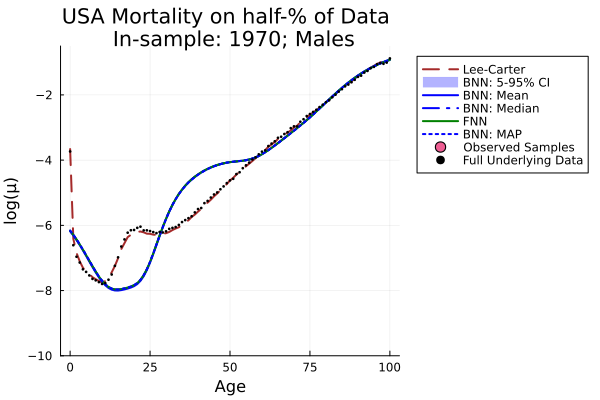 USA Mortality on half-% of Data
In-sample: 1970; Males
log(μ)
−2
−4
−6
−8
−10
0
25
50
75
100
Age
Lee-Carter
BNN: 5-95% CI
BNN: Mean
BNN: Median
FNN
BNN: MAP
Observed Samples
Full Underlying Data